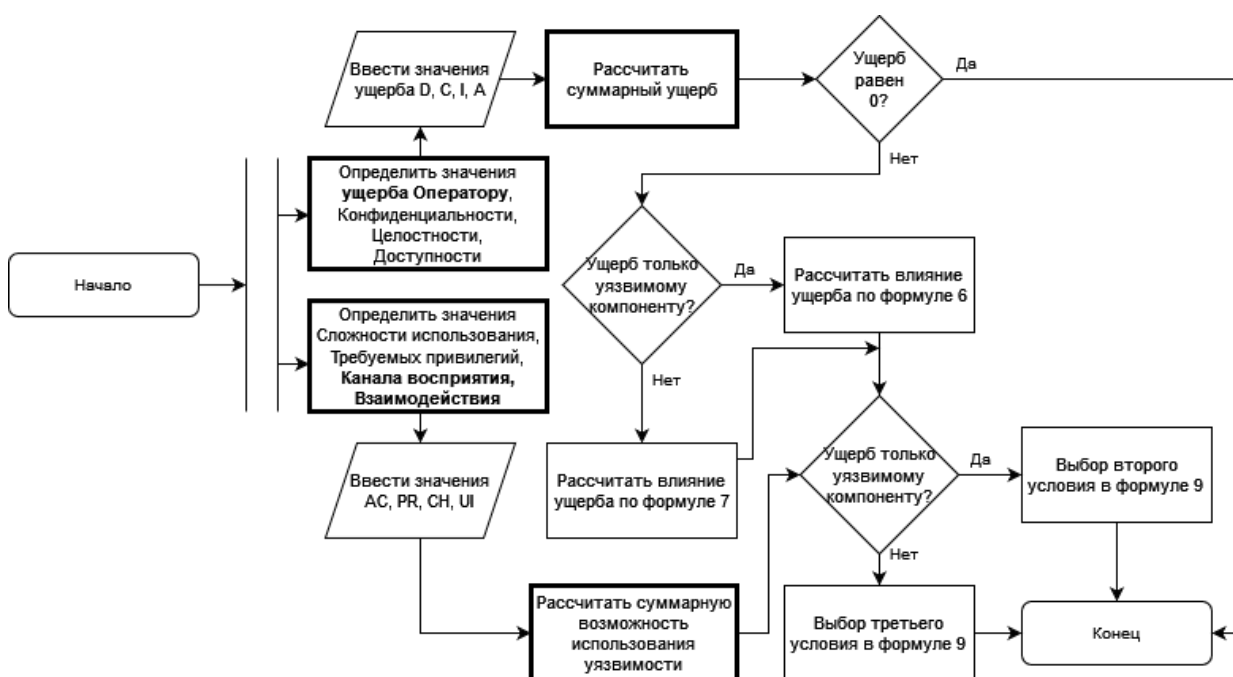 Начало
Определить значения
ущерба Оператору,
Конфиденциальности,
Целостности,
Доступности
Ввести значения
ущерба D, C, I, A
Рассчитать
суммарный ущерб
Ущерб
равен
0?
Да
Нет
Ущерб только
уязвимому
компоненту?
Да
Рассчитать влияние
ущерба по формуле 6
Нет
Рассчитать влияние
ущерба по формуле 7
Определить значения
Сложности использования,
Требуемых привилегий,
Канала восприятия,
Взаимодействия
Ввести значения
AC, PR, CH, UI
Рассчитать суммарную
возможность
использования
уязвимости
Ущерб только
уязвимому
компоненту?
Да
Выбор второго
условия в формуле 9
Нет
Выбор третьего
условия в формуле 9
Конец